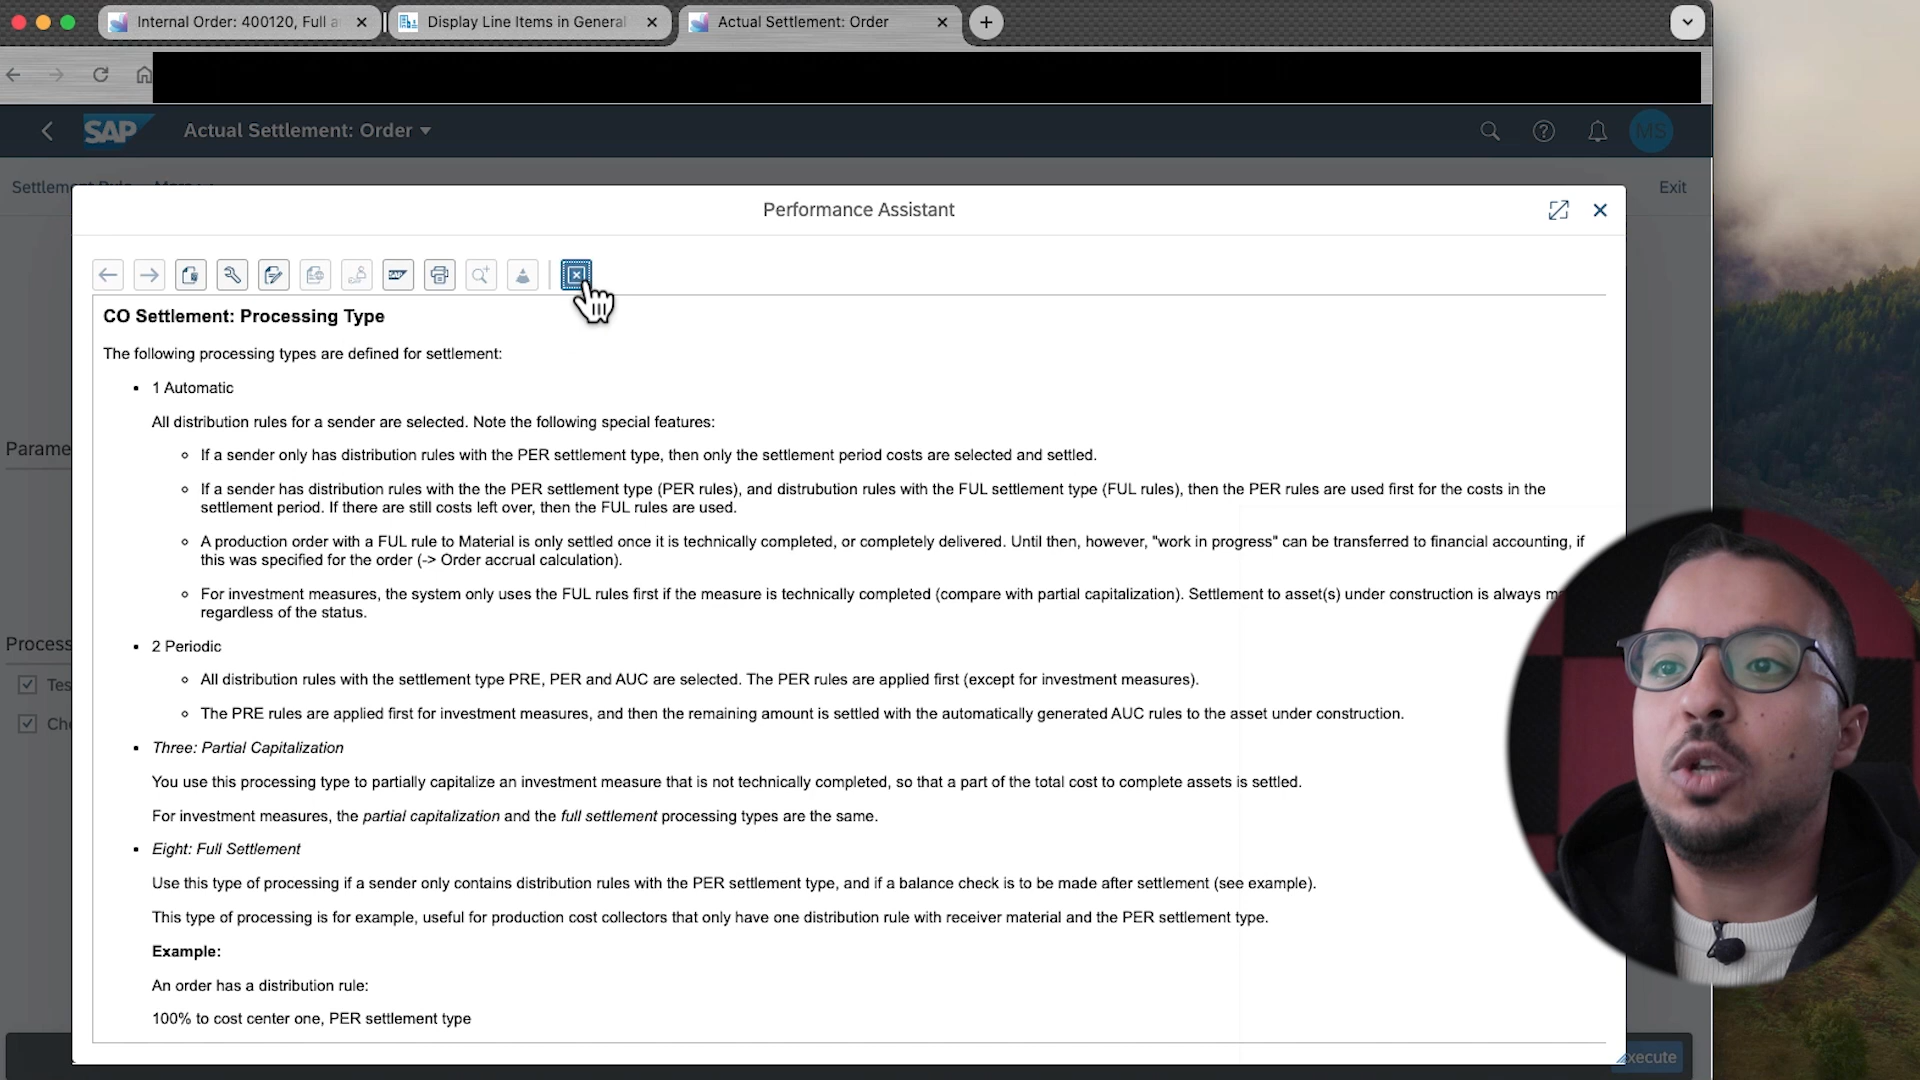 Internal Order: 400120, Full a
Display Line Items in General
Actual Settlement: Order
SAP
Actual Settlement: Order
MS
Exit
Performance Assistant
SAP
CO Settlement: Processing Type
The following processing types are defined for settlement:
• 1 Automatic
All distribution rules for a sender are selected. Note the following special features:
If a sender only has distribution rules with the PER settlement type, then only the settlement period costs are selected and settled.
If a sender has distribution rules with the the PER settlement type (PER rules), and distrubution rules with the FUL settlement type (FUL rules), then the PER rules are used first for the costs in the
settlement period. If there are still costs left over, then the FUL rules are used.
A production order with a FUL rule to Material is only settled once it is technically completed, or completely delivered. Until then, however, "work in progress" can be transferred to financial accounting, if
this was specified for the order (-> Order accrual calculation).
For investment measures, the system only uses the FUL rules first if the measure is technically completed (compare with partial capitalization). Settlement to asset(s) under construction is always
regardless of the status.
• 2 Periodic
All distribution rules with the settlement type PRE, PER and AUC are selected. The PER rules are applied first (except for investment measures).
The PRE rules are applied first for investment measures, and then the remaining amount is settled with the automatically generated AUC rules to the asset under construction.
• Three: Partial Capitalization
You use this processing type to partially capitalize an investment measure that is not technically completed, so that a part of the total cost to complete assets is settled.
For investment measures, the partial capitalization and the full settlement processing types are the same.
• Eight: Full Settlement
Use this type of processing if a sender only contains distribution rules with the PER settlement type, and if a balance check is to be made after settlement (see example).
This type of processing is for example, useful for production cost collectors that only have one distribution rule with receiver material and the PER settlement type.
Example:
An order has a distribution rule:
100% to cost center one, PER settlement type
Settlem
Parame
Process
Tes
Che
xecute